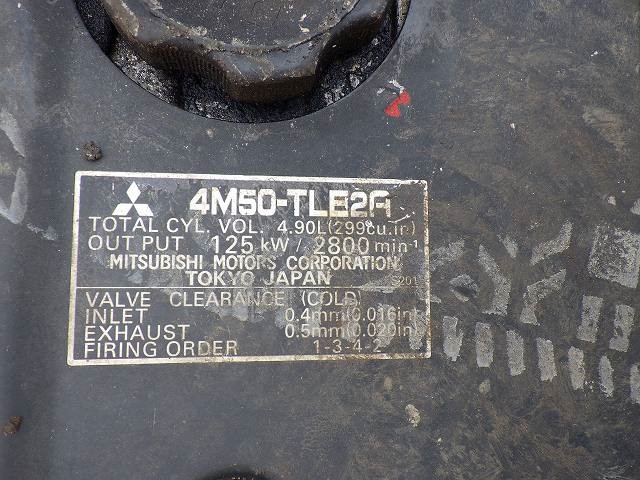 4M50-TLE2A
TOTAL CYL. VOL. 4.90L(299cu.in)
OUT PUT 125 kW / 2800 min-1
MITSUBISHI MOTORS CORPORATION
TOKYO JAPAN S201
VALVE CLEARANCE (COLD)
INLET 0.4mm(0.016in)
EXHAUST 0.5mm(0.020in)
FIRING ORDER 1-3-4-2